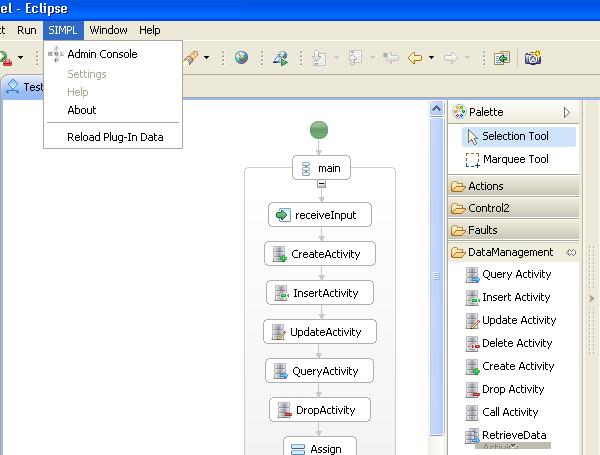 el - Eclipse
ct Run SIMPL Window Help
Admin Console
Settings
Help
About
Reload Plug-In Data
Test
main
receiveInput
CreateActivity
InsertActivity
UpdateActivity
QueryActivity
DropActivity
Assign
Palette
Selection Tool
Marquee Tool
Actions
Control2
Faults
DataManagement
Query Activity
Insert Activity
Update Activity
Delete Activity
Create Activity
Drop Activity
Call Activity
RetrieveData
Activity